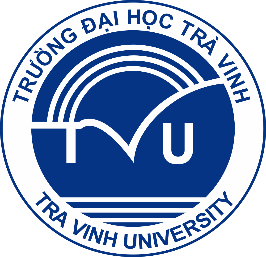 TRƯỜNG ĐẠI HỌC TRÀ VINH
TVU
TRA VINH UNIVERSITY